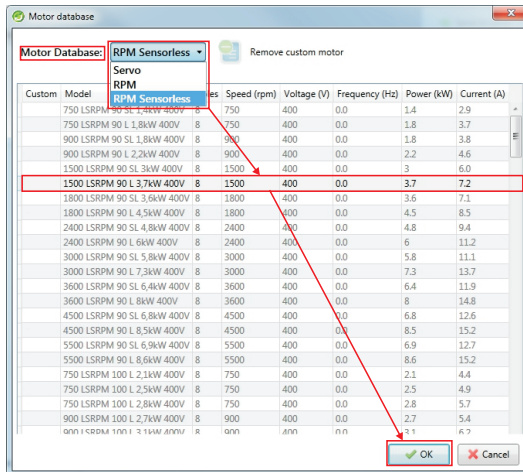 Motor database
Motor Database: RPM Sensorless Remove custom motor
Servo
RPM
RPM Sensorless
Custom Model Speed (rpm) Voltage (V) Frequency (Hz) Power (kW) Current (A)
750 LSRPM 90 SL 1,4kW 400V 8 750 400 0.0 1.4 2.9
750 LSRPM 90 L 1,8kW 400V 8 750 400 0.0 1.8 3.7
900 LSRPM 90 SL 1,8kW 400V 8 900 400 0.0 1.8 3.8
900 LSRPM 90 L 2,2kW 400V 8 900 400 0.0 2.2 4.6
1500 LSRPM 90 SL 3kW 400V 8 1500 400 0.0 3 6.0
1500 LSRPM 90 L 3,7kW 400V 8 1500 400 0.0 3.7 7.2
1800 LSRPM 90 SL 3,6kW 400V 8 1800 400 0.0 3.6 7.1
1800 LSRPM 90 L 4,5kW 400V 8 1800 400 0.0 4.5 8.5
2400 LSRPM 90 SL 4,8kW 400V 8 2400 400 0.0 4.8 9.4
2400 LSRPM 90 L 6kW 400V 8 2400 400 0.0 6 11.2
3000 LSRPM 90 SL 5,8kW 400V 8 3000 400 0.0 5.8 11.1
3000 LSRPM 90 L 7,3kW 400V 8 3000 400 0.0 7.3 13.7
3600 LSRPM 90 SL 6,4kW 400V 8 3600 400 0.0 6.4 11.9
3600 LSRPM 90 L 8kW 400V 8 3600 400 0.0 8 14.8
4500 LSRPM 90 SL 6,8kW 400V 8 4500 400 0.0 6.8 12.6
4500 LSRPM 90 L 8,5kW 400V 8 4500 400 0.0 8.5 15.2
5500 LSRPM 90 SL 6,9kW 400V 8 5500 400 0.0 6.9 12.7
5500 LSRPM 90 L 8,6kW 400V 8 5500 400 0.0 8.6 15.2
750 LSRPM 100 L 2,1kW 400V 8 750 400 0.0 2.1 4.4
750 LSRPM 100 L 2,5kW 400V 8 750 400 0.0 2.5 4.9
750 LSRPM 100 L 2,8kW 400V 8 750 400 0.0 2.8 5.7
900 LSRPM 100 L 2,7kW 400V 8 900 400 0.0 2.7 5.4
900 LSRPM 100 L 3,1kW 400V 8 900 400 0.0 3.1 6.2
OK Cancel